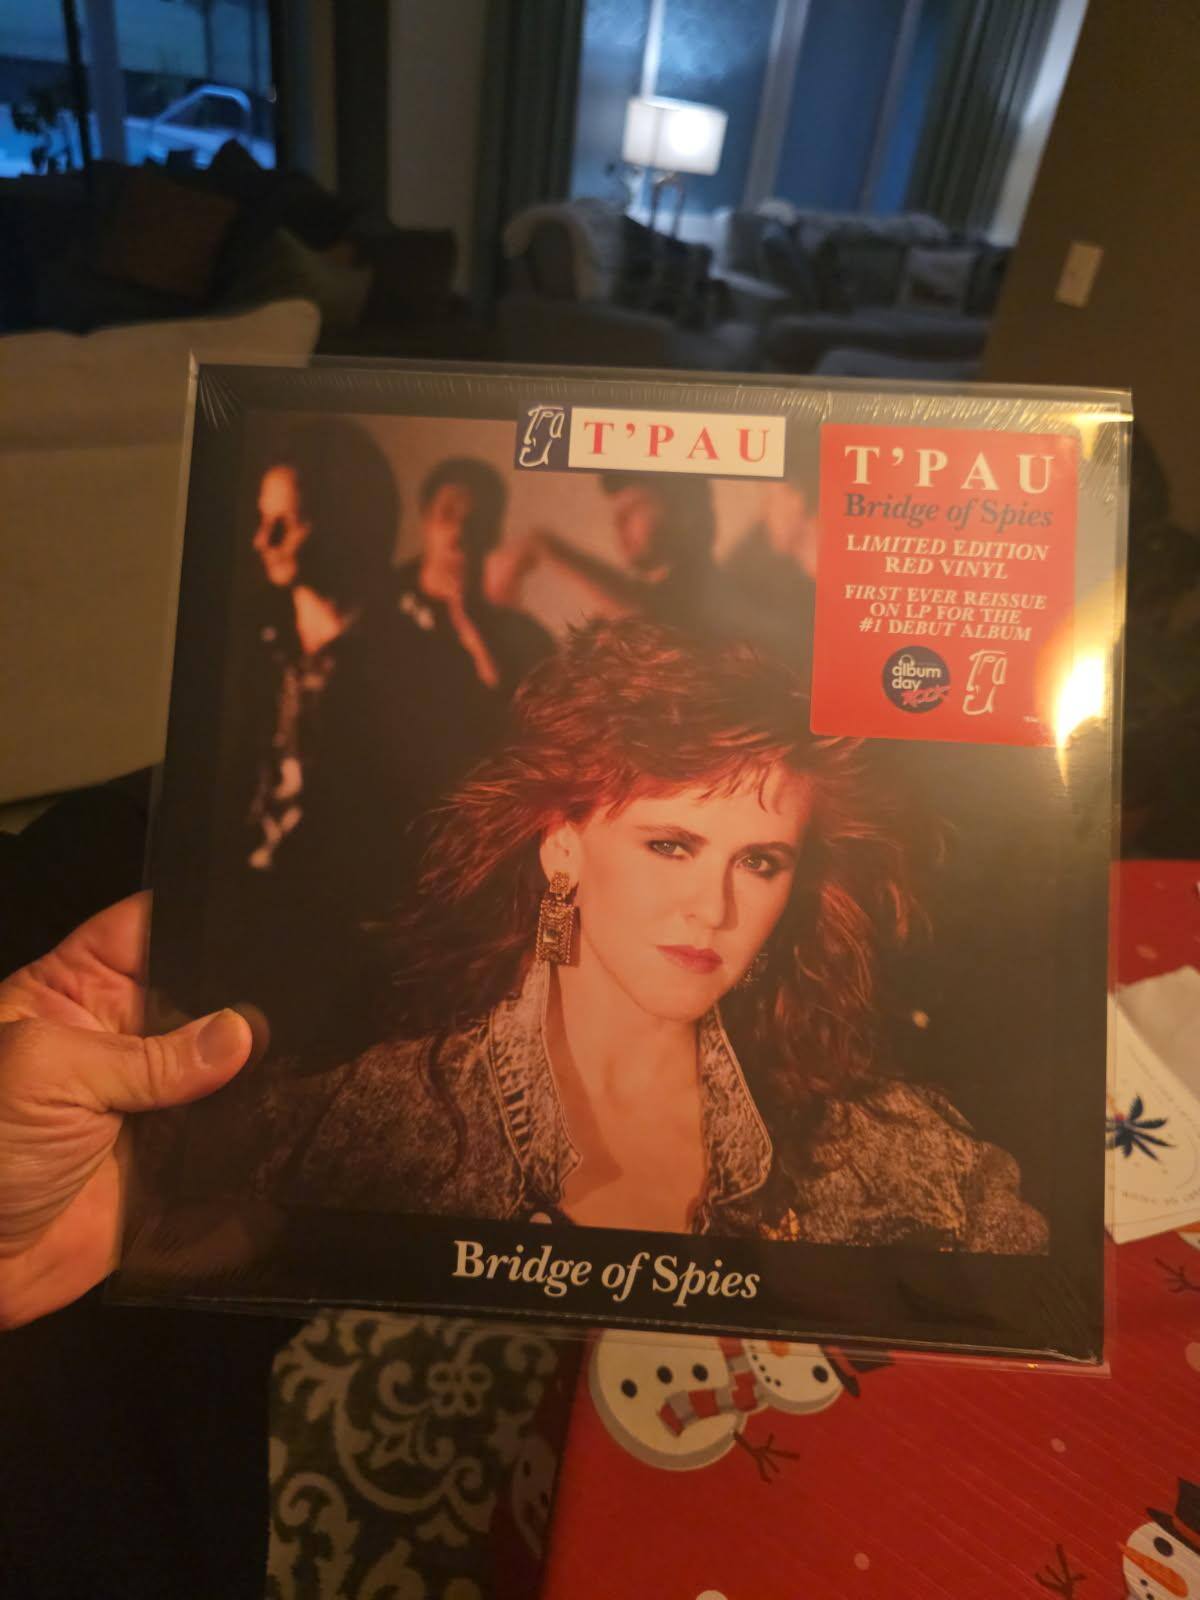 T'PAU
T'PAU
Bridge of Spies
LIMITED EDITION
RED VINYL
FIRST EVER REISSUE
ON LP FOR THE
#1 DEBUT ALBUM
album
day
Bridge of Spies